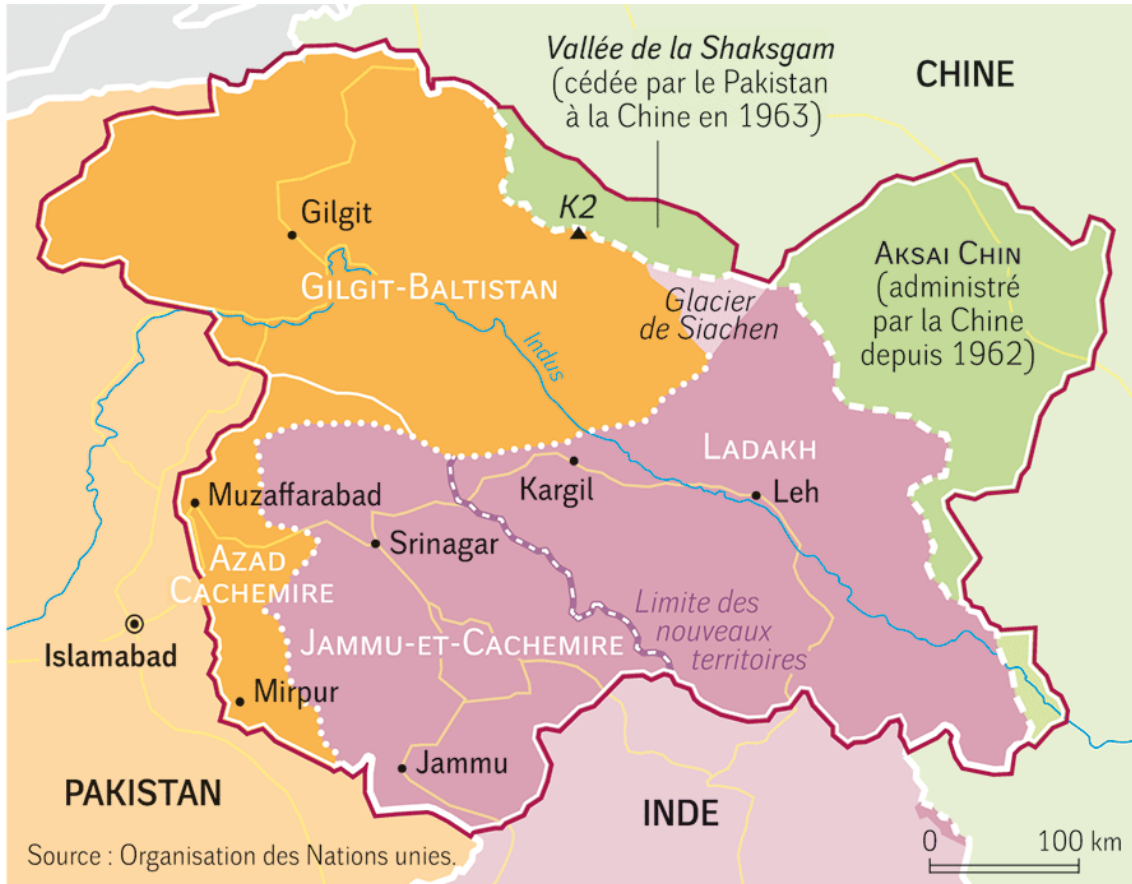 Vallée de la Shaksgam
(cédée par le Pakistan
à la Chine en 1963)
CHINE
Gilgit
K2
GILGIT-BALTISTAN
AKSAI CHIN
(administré
par la Chine
depuis 1962)
Glacier
de Siachen
Indus
LADAKH
Kargil
Leh
Muzaffarabad
Srinagar
AZAD
CACHEMIRE
Limite des
nouveaux
territoires
JAMMU-ET-CACHEMIRE
Islamabad
Mirpur
Jammu
PAKISTAN
INDE
Source : Organisation des Nations unies.
0 100 km